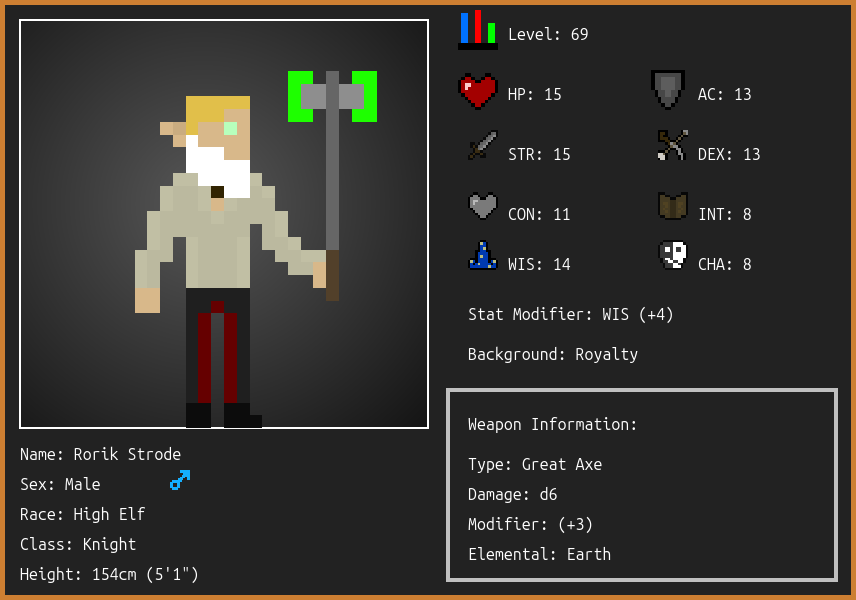 Level: 69
HP: 15
AC: 13
STR: 15
DEX: 13
CON: 11
INT: 8
WIS: 14
CHA: 8
Stat Modifier: WIS (+4)
Background: Royalty
Weapon Information:
Type: Great Axe
Damage: d6
Modifier: (+3)
Elemental: Earth
Name: Rorik Strode
Sex: Male
Race: High Elf
Class: Knight
Height: 154cm (5'1")